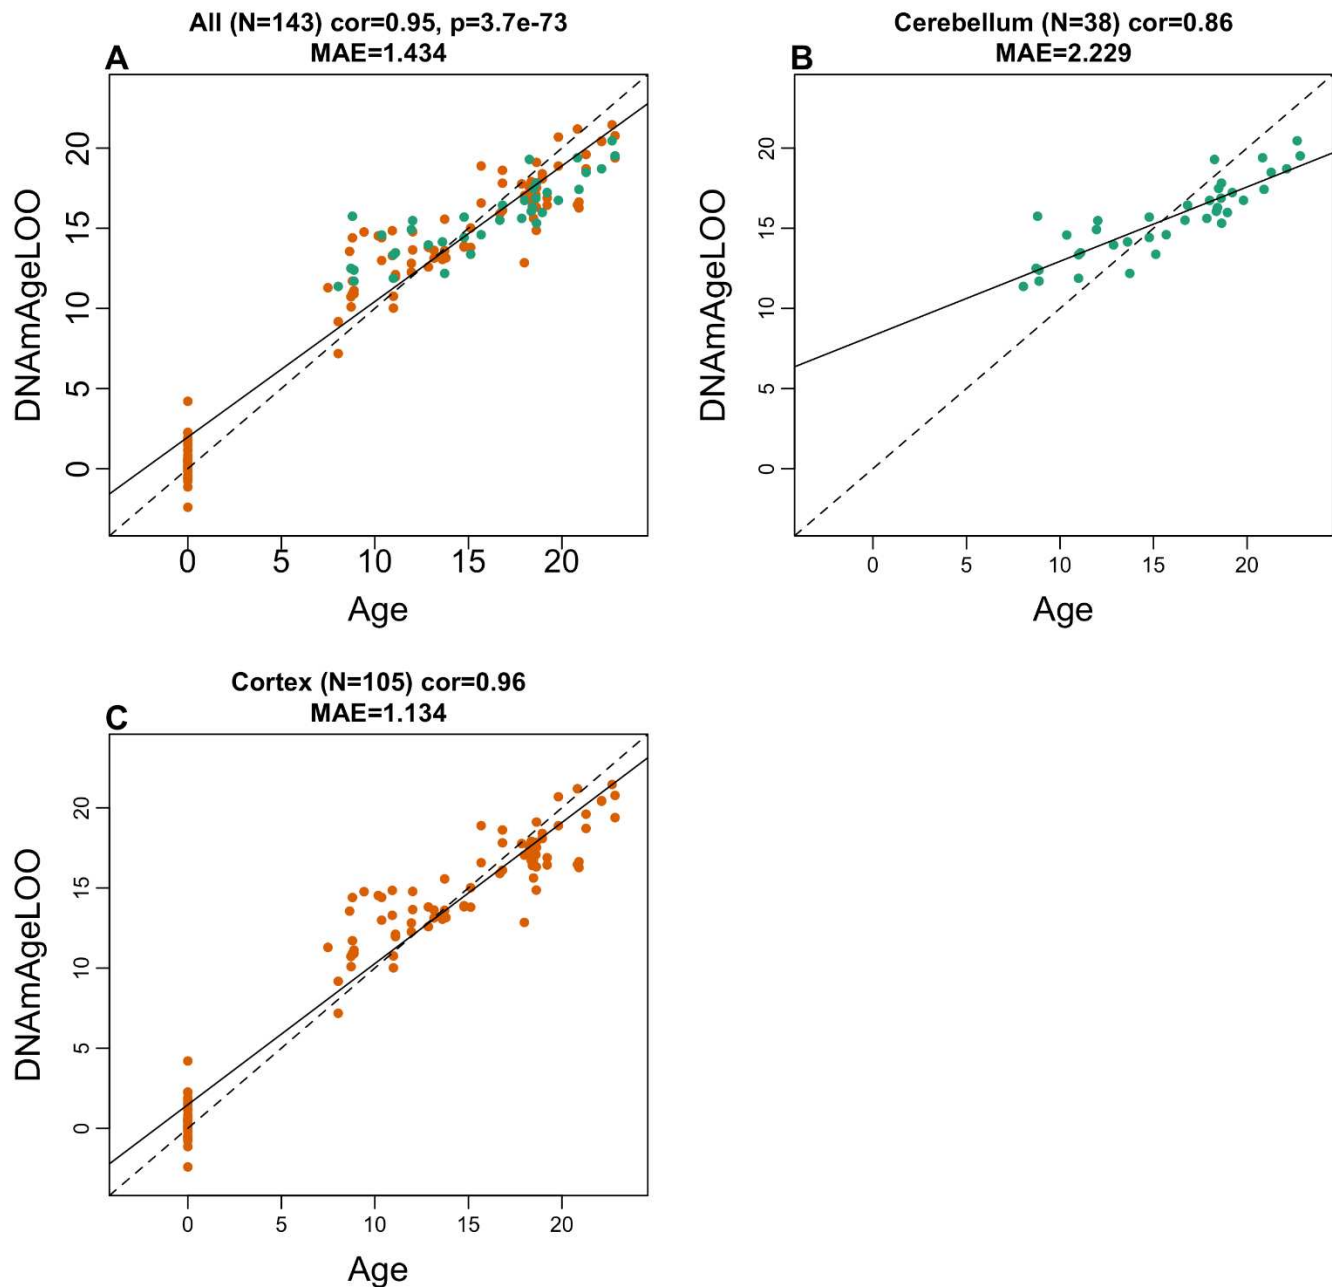 All (N=143) cor=0.95, p=3.7e-73
MAE=1.434
A
DNAmAgeLOO
20
15
10
5
0
0 5 10 15 20
Age
Cerebellum (N=38) cor=0.86
MAE=2.229
B
DNAmAgeLOO
20
15
10
5
0
0 5 10 15 20
Age
Cortex (N=105) cor=0.96
MAE=1.134
C
DNAmAgeLOO
20
15
10
5
0
0 5 10 15 20
Age